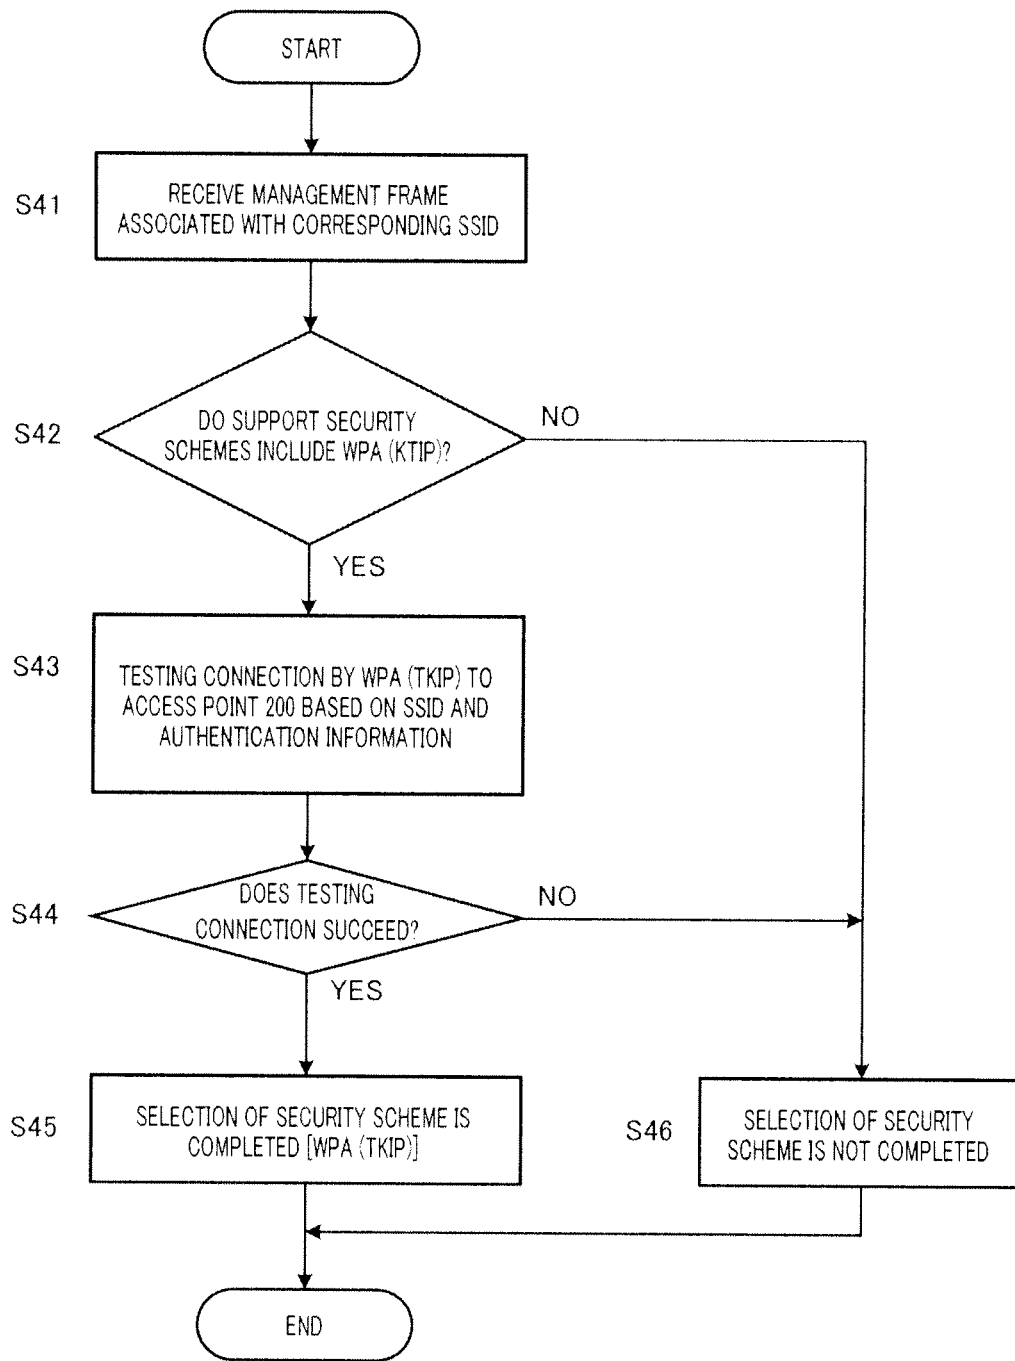 START
S41
RECEIVE MANAGEMENT FRAME
ASSOCIATED WITH CORRESPONDING SSID
S42
DO SUPPORT SECURITY
SCHEMES INCLUDE WPA (KTIP)?
NO
YES
S43
TESTING CONNECTION BY WPA (TKIP) TO
ACCESS POINT 200 BASED ON SSID AND
AUTHENTICATION INFORMATION
S44
DOES TESTING
CONNECTION SUCCEED?
NO
YES
S45
SELECTION OF SECURITY SCHEME IS
COMPLETED [WPA (TKIP)]
S46
SELECTION OF SECURITY
SCHEME IS NOT COMPLETED
END